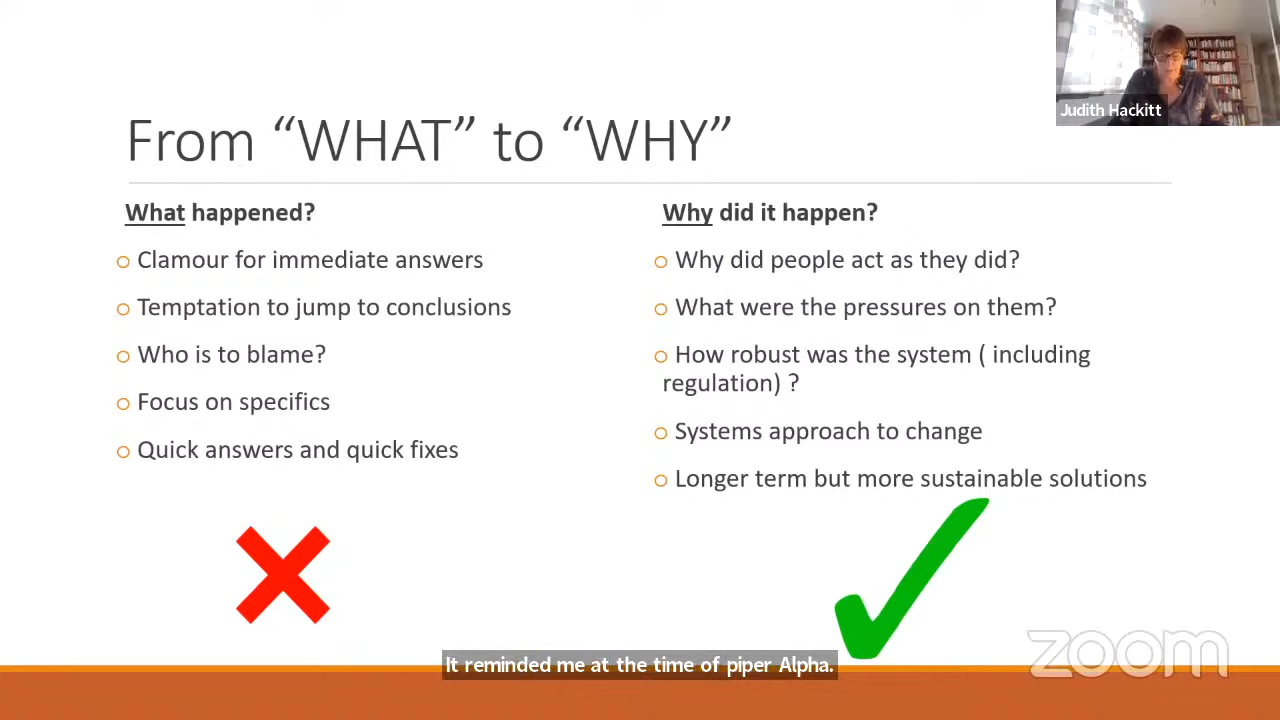 Judith Hackitt
From “WHAT” to “WHY”
What happened?
o Clamour for immediate answers
o Temptation to jump to conclusions
o Who is to blame?
o Focus on specifics
o Quick answers and quick fixes
Why did it happen?
o Why did people act as they did?
o What were the pressures on them?
o How robust was the system ( including
regulation) ?
o Systems approach to change
o Longer term but more sustainable solutions
It reminded me at the time of piper Alpha.
zoom